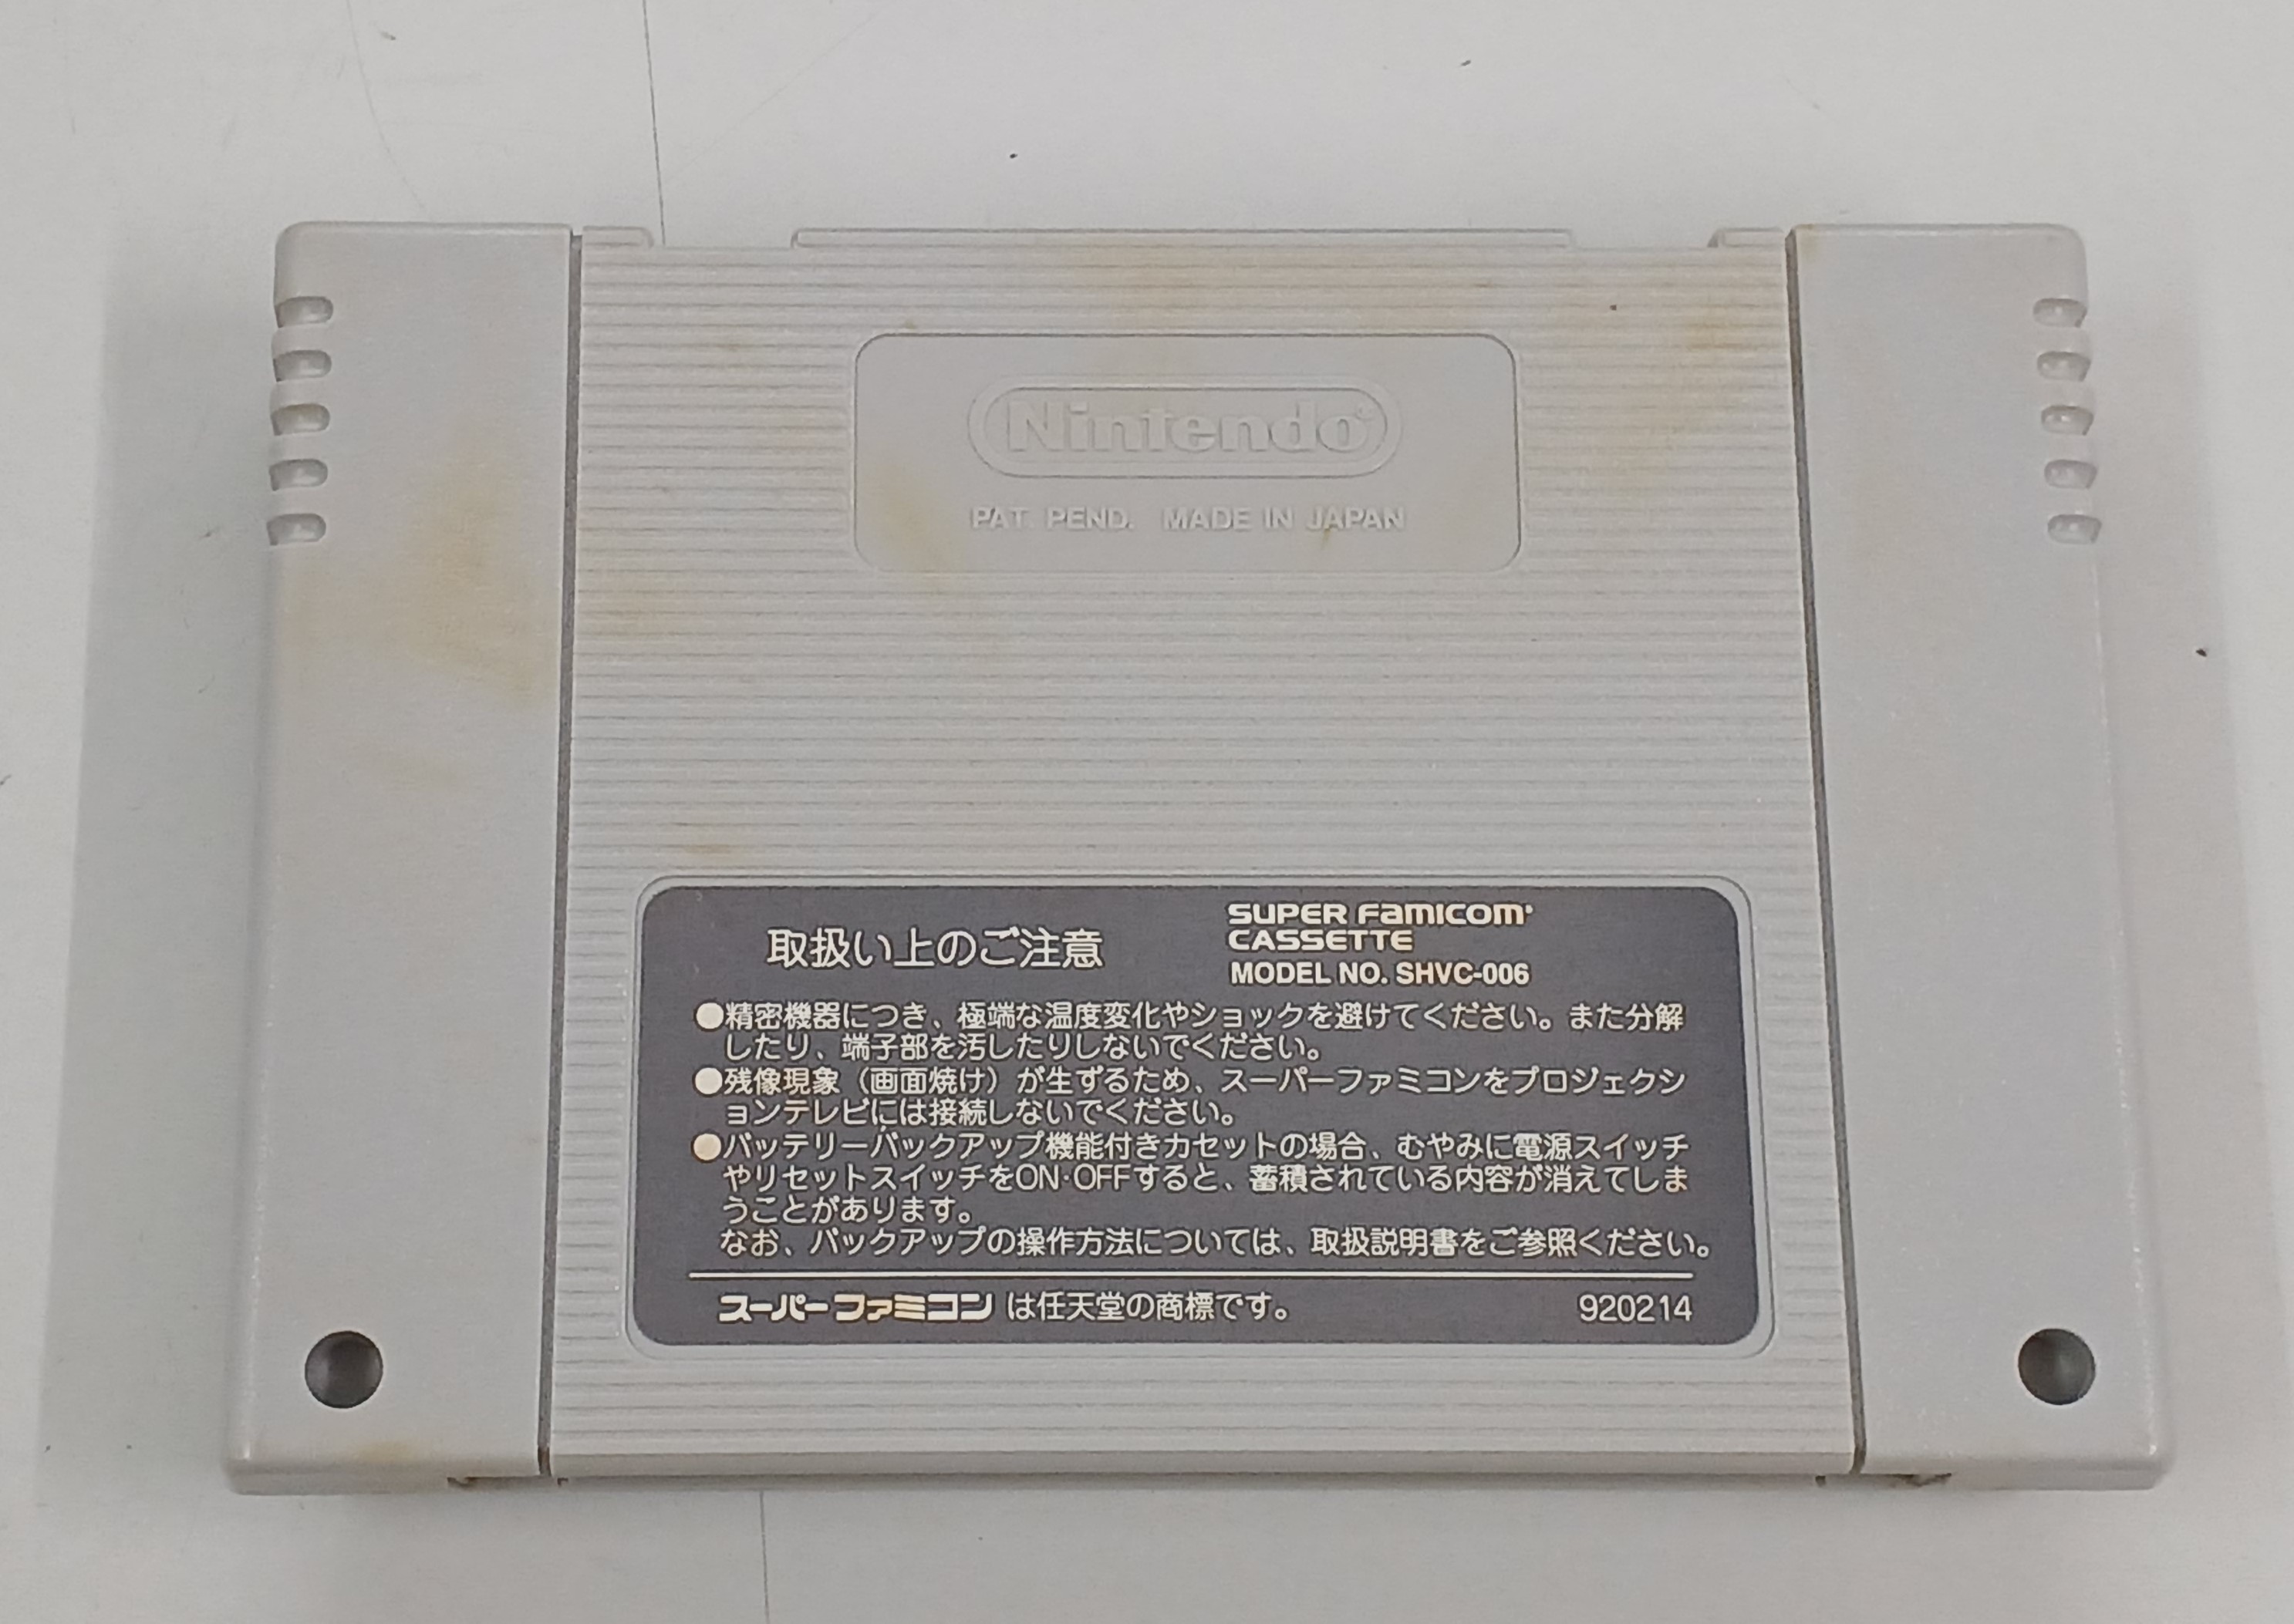 Nintendo
PAT. PEND. MADE IN JAPAN
取扱い上のご注意
SUPER FAMICOM
CASSETTE
MODEL NO. SHVC-006
●精密機器につき、極端な温度変化やショックを避けてください。また分解
したり、端子部を汚したりしないでください。
●残像現象（画面焼け）が生ずるため、スーパーファミコンをプロジェクシ
ョンテレビには接続しないでください。
●バッテリーバックアップ機能付きカセットの場合、むやみに電源スイッチ
やリセットスイッチをON·OFFすると、蓄積されている内容が消えてしま
うことがあります。
なお、バックアップの操作方法については、取扱説明書をご参照ください。
スーパーファミコンは任天堂の商標です。
920214